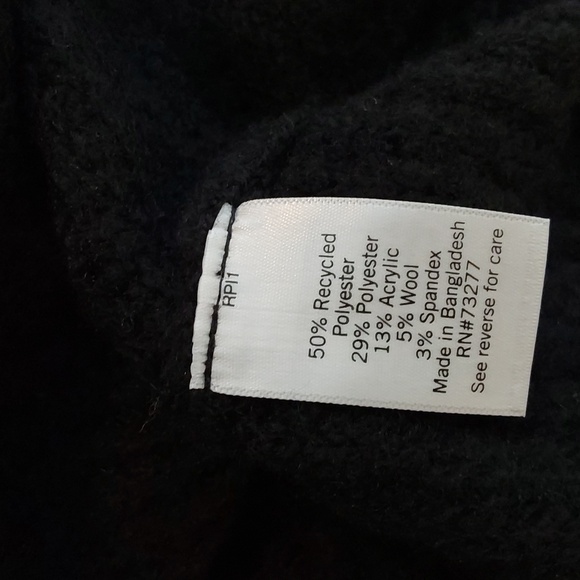 RPJ1
50% Recycled
Polyester
29% Polyester
13% Acrylic
5% Wool
3% Spandex
Made in Bangladesh
RN#73277
See reverse for care